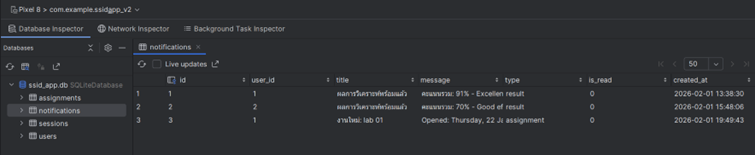 Pixel 8 > com.example.ssidapp_v2
Database Inspector Network Inspector Background Task Inspector
Databases
notifications
Live updates
50
ssid_app.db SQLiteDatabase
assignments
notifications
sessions
users
id user_id title message type is_read created_at
1 1 1 ผลการวิเคราะห์พร้อมแล้ว คะแนนรวม: 91% - Excellen result 0 2026-02-01 13:38:30
2 2 2 ผลการวิเคราะห์พร้อมแล้ว คะแนนรวม: 70% - Good ef result 0 2026-02-01 15:48:06
3 3 1 งานใหม่: lab 01 Opened: Thursday, 22 Ja assignment 0 2026-02-01 19:49:43